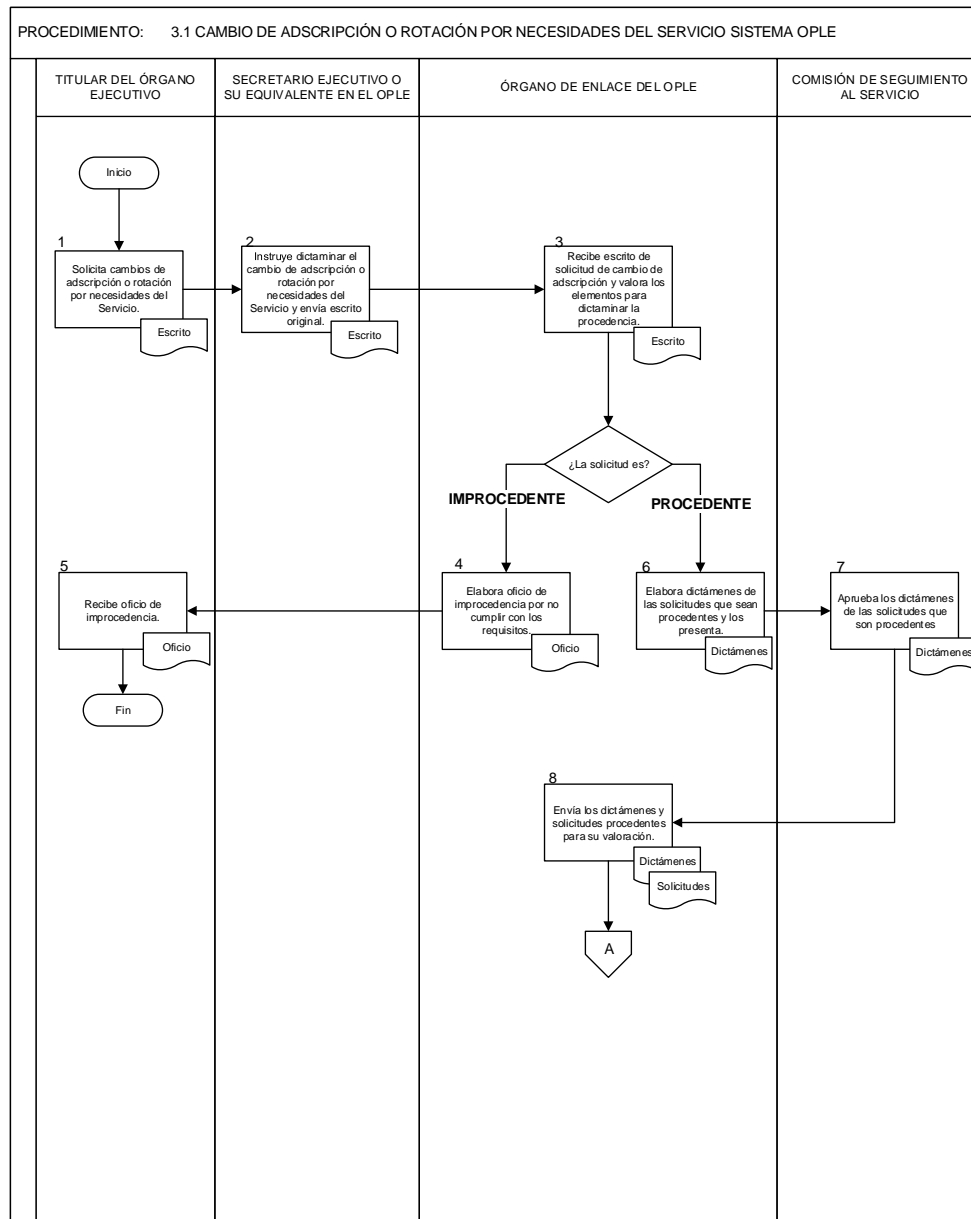 PROCEDIMIENTO: 3.1 CAMBIO DE ADSCRIPCIÓN O ROTACIÓN POR NECESIDADES DEL SERVICIO SISTEMA OPLE
TITULAR DEL ÓRGANO
EJECUTIVO
SECRETARIO EJECUTIVO O
SU EQUIVALENTE EN EL OPLE
ÓRGANO DE ENLACE DEL OPLE
COMISIÓN DE SEGUIMIENTO
AL SERVICIO
Inicio
1
Solicita cambios de
adscripción o rotación
por necesidades del
Servicio.
Escrito
2
Instruye dictaminar el
cambio de adscripción o
rotación por
necesidades del
Servicio y envía escrito
original.
Escrito
3
Recibe escrito de
solicitud de cambio de
adscripción y valora los
elementos para
dictaminar la
procedencia.
Escrito
¿La solicitud es?
IMPROCEDENTE
PROCEDENTE
5
Recibe oficio de
improcedencia.
Oficio
Fin
4
Elabora oficio de
improcedencia por no
cumplir con los
requisitos.
Oficio
6
Elabora dictámenes de
las solicitudes que sean
procedentes y los
presenta.
Dictámenes
7
Aprueba los dictámenes
de las solicitudes que
son procedentes
Dictámenes
8
Envía los dictámenes y
solicitudes procedentes
para su valoración.
Dictámenes
Solicitudes
A